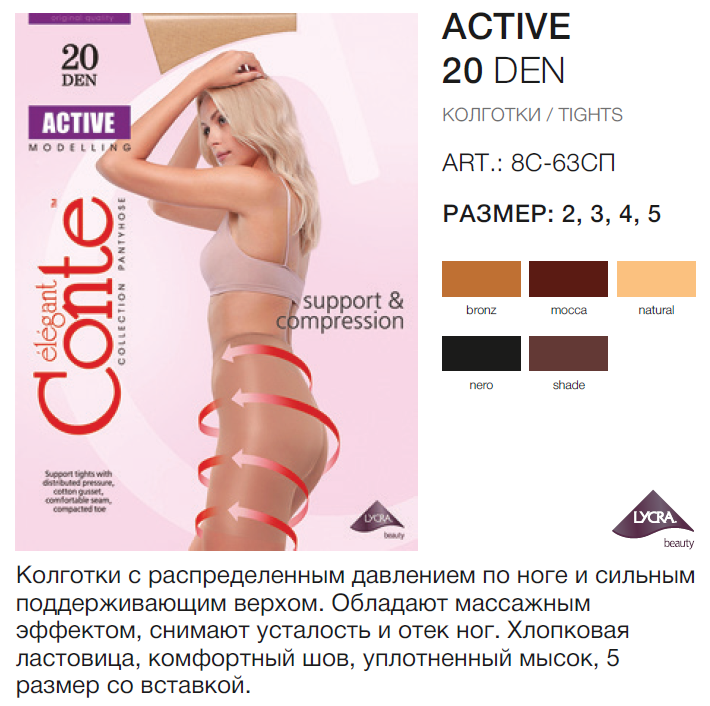 original quality
20
DEN
ACTIVE
MODELLING
élégant
Conte™
COLLECTION PANTYHOSE
support &
compression
Support tights with
distributed pressure,
cotton gusset,
comfortable seam,
compacted toe
LYCRA
beauty
ACTIVE
20 DEN
КОЛГОТКИ / TIGHTS
ART.: 8С-63СП
РАЗМЕР: 2, 3, 4, 5
bronz
mocca
natural
nero
shade
LYCRA
beauty
Колготки с распределенным давлением по ноге и сильным
поддерживающим верхом. Обладают массажным
эффектом, снимают усталость и отек ног. Хлопковая
ластовица, комфортный шов, уплотненный мысок, 5
размер со вставкой.